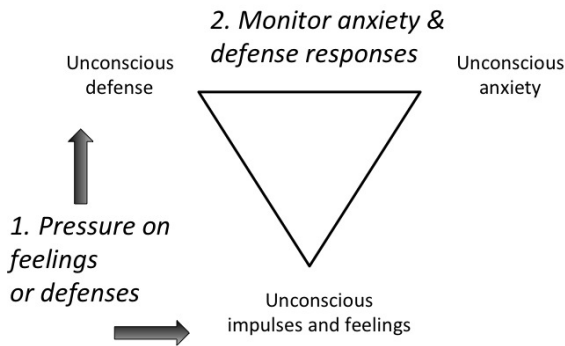 2. Monitor anxiety &
defense responses
Unconscious
defense
Unconscious
anxiety
1. Pressure on
feelings
or defenses
Unconscious
impulses and feelings